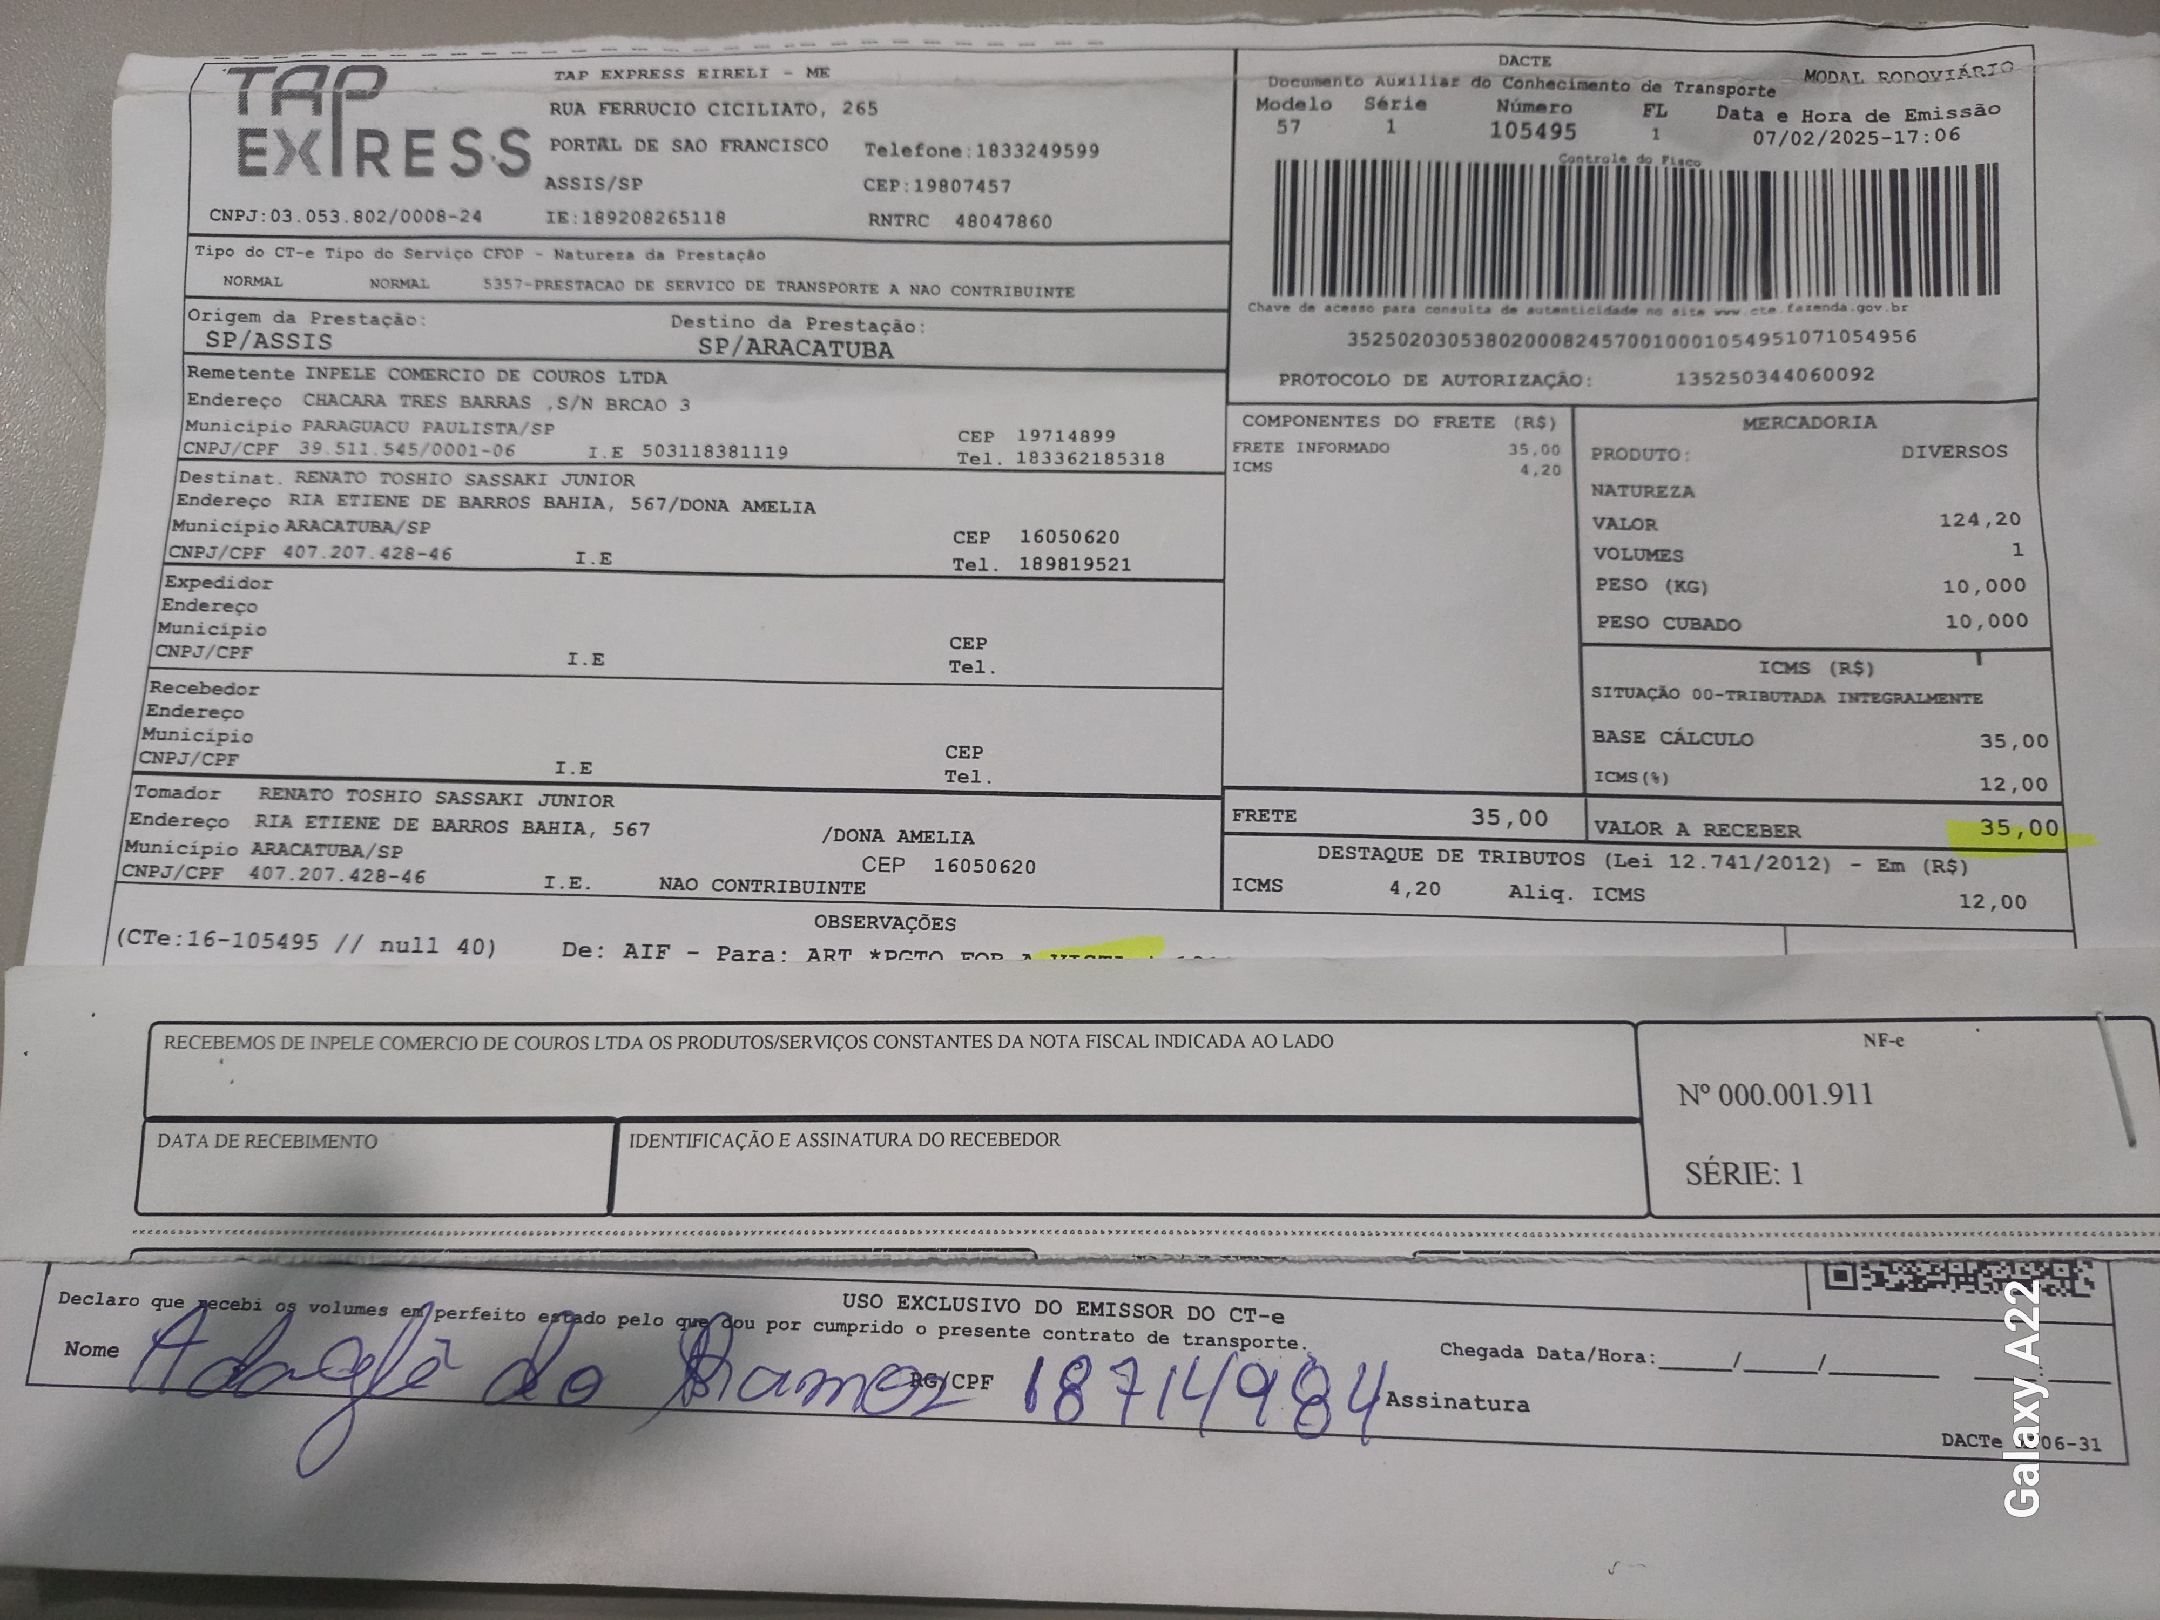 TAP EXPRESS
TAP EXPRESS EIRELI - ME
RUA FERRUCIO CICILIATO, 265
PORTAL DE SAO FRANCISCO Telefone:1833249599
ASSIS/SP CEP:19807457
CNPJ:03.053.802/0008-24 IE:189208265118 RNTRC 48047860
DACTE
Documento Auxiliar do Conhecimento de Transporte MODAL RODOVIÁRIO
Modelo Série Número FL Data e Hora de Emissão
57 1 105495 1 07/02/2025-17:06
Controle do Fisco
Chave de acesso para consulta de autenticidade no site www.cte.fazenda.gov.br
35250203053802000824570010001054951071054956
PROTOCOLO DE AUTORIZAÇÃO: 135250344060092
Tipo do CT-e Tipo do Serviço CFOP - Natureza da Prestação
NORMAL NORMAL 5357-PRESTACAO DE SERVICO DE TRANSPORTE A NAO CONTRIBUINTE
Origem da Prestação: Destino da Prestação:
SP/ASSIS SP/ARACATUBA
Remetente INPELE COMERCIO DE COUROS LTDA
Endereço CHACARA TRES BARRAS ,S/N BRCAO 3
Município PARAGUACU PAULISTA/SP CEP 19714899
CNPJ/CPF 39.511.545/0001-06 I.E 503118381119 Tel. 183362185318
Destinat. RENATO TOSHIO SASSAKI JUNIOR
Endereço RIA ETIENE DE BARROS BAHIA, 567/DONA AMELIA
Município ARACATUBA/SP CEP 16050620
CNPJ/CPF 407.207.428-46 I.E Tel. 189819521
Expedidor
Endereço
Município CEP
CNPJ/CPF I.E Tel.
Recebedor
Endereço
Município CEP
CNPJ/CPF I.E Tel.
Tomador RENATO TOSHIO SASSAKI JUNIOR
Endereço RIA ETIENE DE BARROS BAHIA, 567 /DONA AMELIA
Município ARACATUBA/SP CEP 16050620
CNPJ/CPF 407.207.428-46 I.E. NAO CONTRIBUINTE
COMPONENTES DO FRETE (R$)
FRETE INFORMADO 35,00
ICMS 4,20
MERCADORIA
PRODUTO: DIVERSOS
NATUREZA
VALOR 124,20
VOLUMES 1
PESO (KG) 10,000
PESO CUBADO 10,000
ICMS (R$)
SITUAÇÃO 00-TRIBUTADA INTEGRALMENTE
BASE CÁLCULO 35,00
ICMS(%) 12,00
FRETE 35,00 VALOR A RECEBER 35,00
DESTAQUE DE TRIBUTOS (Lei 12.741/2012) - Em (R$)
ICMS 4,20 Aliq. ICMS 12,00
OBSERVAÇÕES
(CTe:16-105495 // null 40) De: AIF - Para: ART *PGTO FOB A VISTA
RECEBEMOS DE INPELE COMERCIO DE COUROS LTDA OS PRODUTOS/SERVIÇOS CONSTANTES DA NOTA FISCAL INDICADA AO LADO
NF-e
Nº 000.001.911
SÉRIE: 1
DATA DE RECEBIMENTO IDENTIFICAÇÃO E ASSINATURA DO RECEBEDOR
USO EXCLUSIVO DO EMISSOR DO CT-e
Declaro que recebi os volumes em perfeito estado pelo que dou por cumprido o presente contrato de transporte.
Nome RG/CPF 18714984 Assinatura
Chegada Data/Hora:_____/_____/_______ ___:____
DACTe 06-31
Galaxy A22